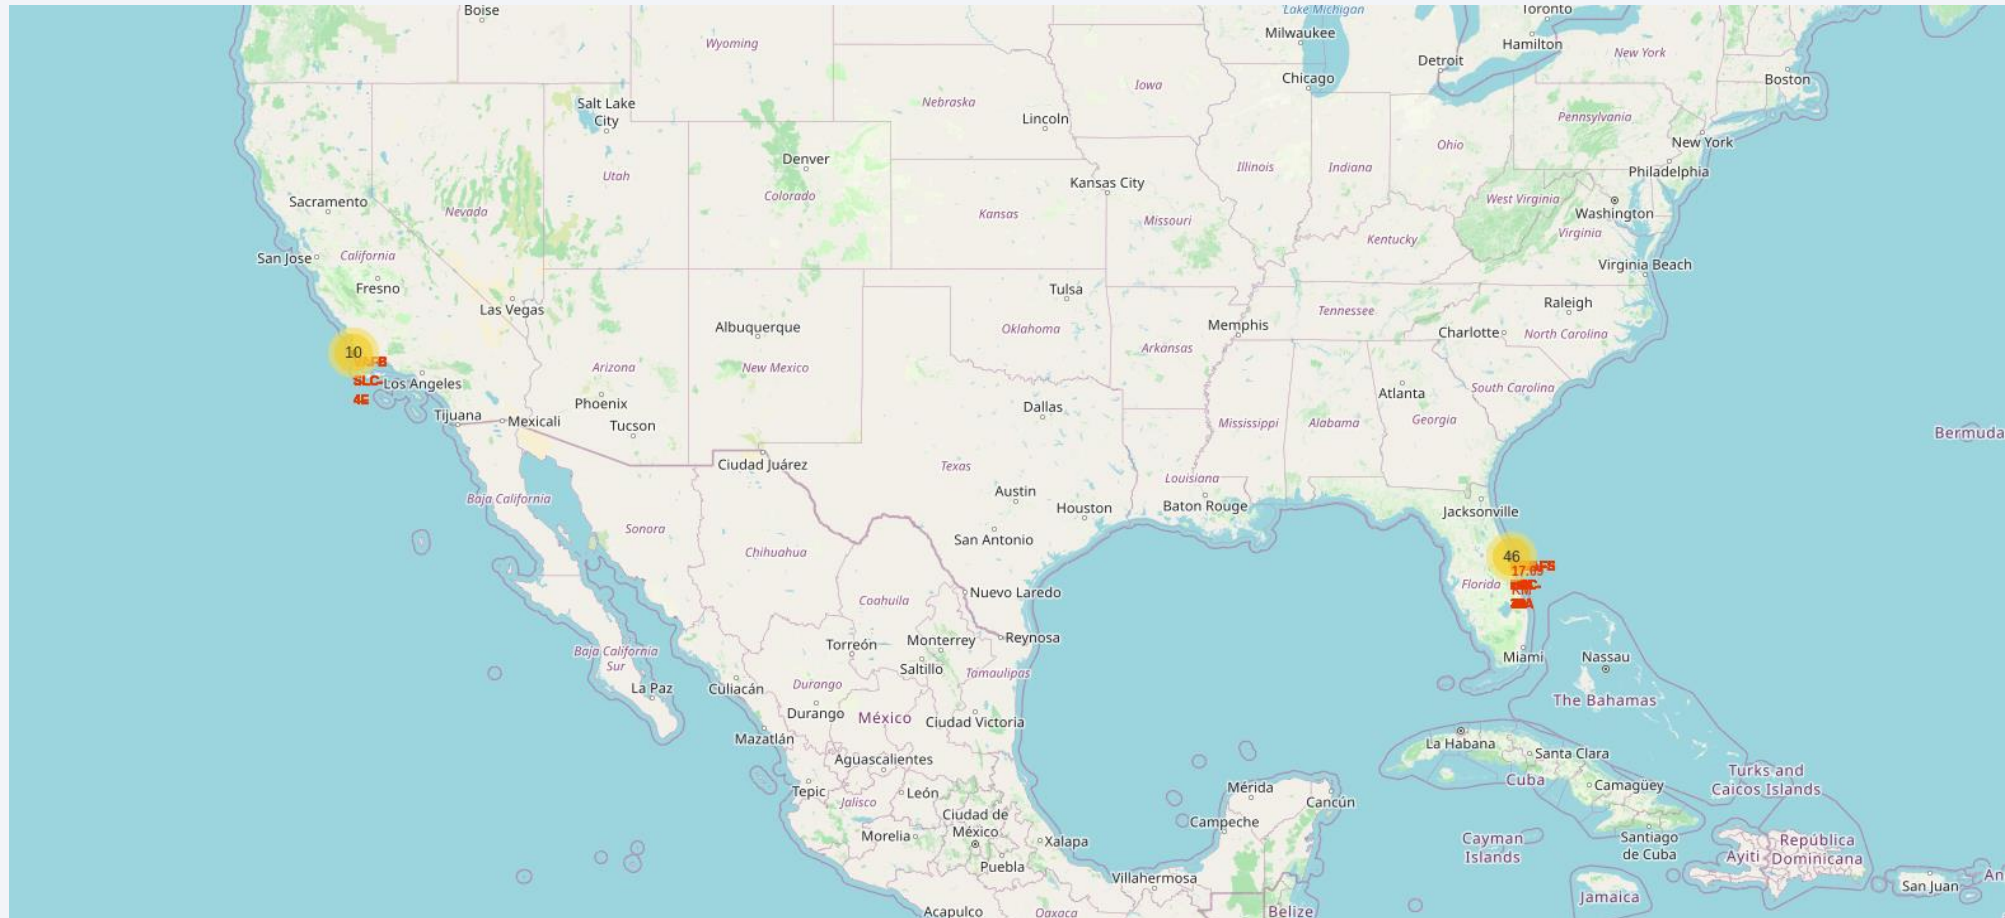 Boise
Lake Michigan
Toronto
Milwaukee
Hamilton
Wyoming
New York
Detroit
Chicago
Boston
Iowa
Salt Lake
City
Nebraska
Lincoln
Pennsylvania
New York
Ohio
Denver
Illinois
Indiana
Philadelphia
Utah
Kansas City
Colorado
Sacramento
West Virginia
Nevada
Kansas
Missouri
Washington
Virginia
Kentucky
San Jose
California
Virginia Beach
Fresno
Tulsa
Las Vegas
Raleigh
Tennessee
Albuquerque
Oklahoma
Memphis
Charlotte
North Carolina
10
Arkansas
Arizona
New Mexico
SLC-
Los Angeles
4E
South Carolina
Atlanta
Phoenix
Dallas
Tijuana
Mexicali
Tucson
Mississippi
Alabama
Georgia
Bermuda
Ciudad Juárez
Texas
Louisiana
Austin
Baja California
Houston
Baton Rouge
Jacksonville
Sonora
San Antonio
Chihuahua
46
Florida
Nuevo Laredo
Coahuila
Torreón
Monterrey
Reynosa
Baja California
Sur
Saltillo
Tamaulipas
Miami
Nassau
La Paz
Culiacán
Durango
The Bahamas
Durango
México
Ciudad Victoria
Mazatlán
La Habana
Santa Clara
Aguascalientes
Turks and
Caicos Islands
Cuba
Camagüey
Tepic
Jalisco
León
Mérida
Cancún
Ciudad de
México
Campeche
Morelia
Xalapa
Cayman
Islands
Santiago
de Cuba
República
Dominicana
Ayiti
Puebla
Villahermosa
San Juan
Jamaica
Acapulco
Oaxaca
Belize